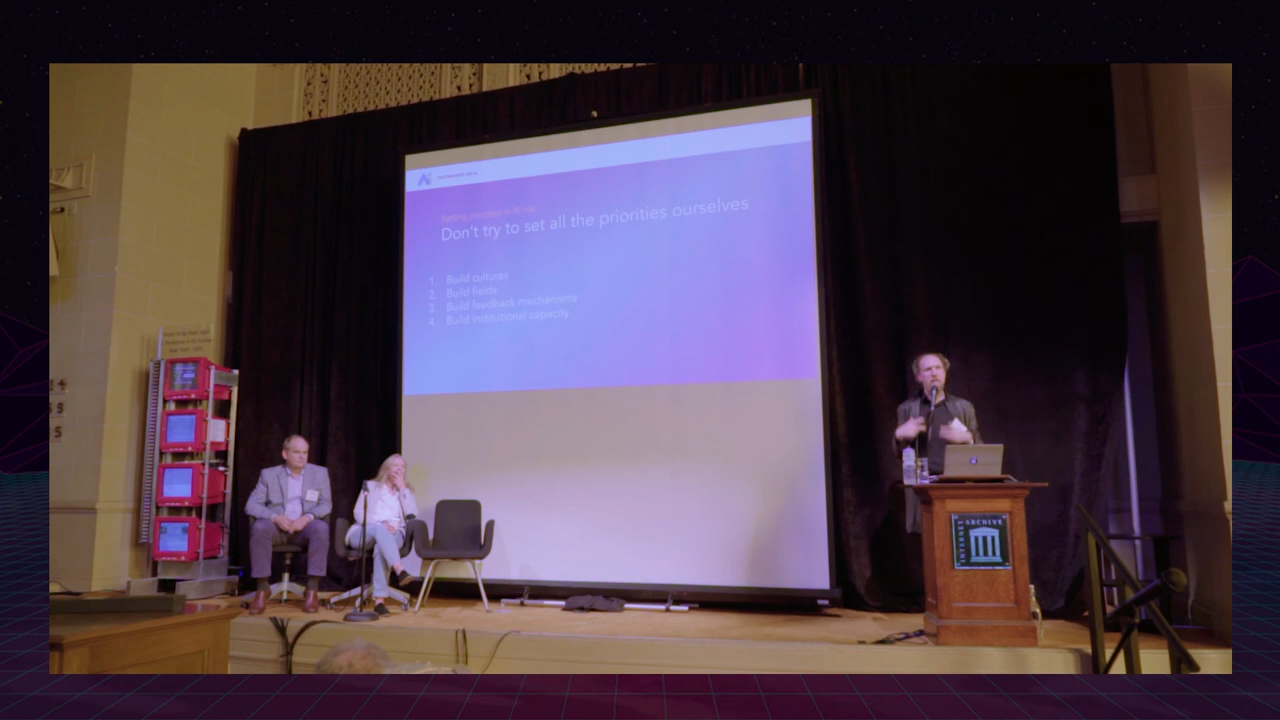 Don't try to set all the priorities ourselves
1. Build cultures
2. Build fields
3. Build feedback mechanisms
4. Build institutional capacity
INTERNET
ARCHIVE